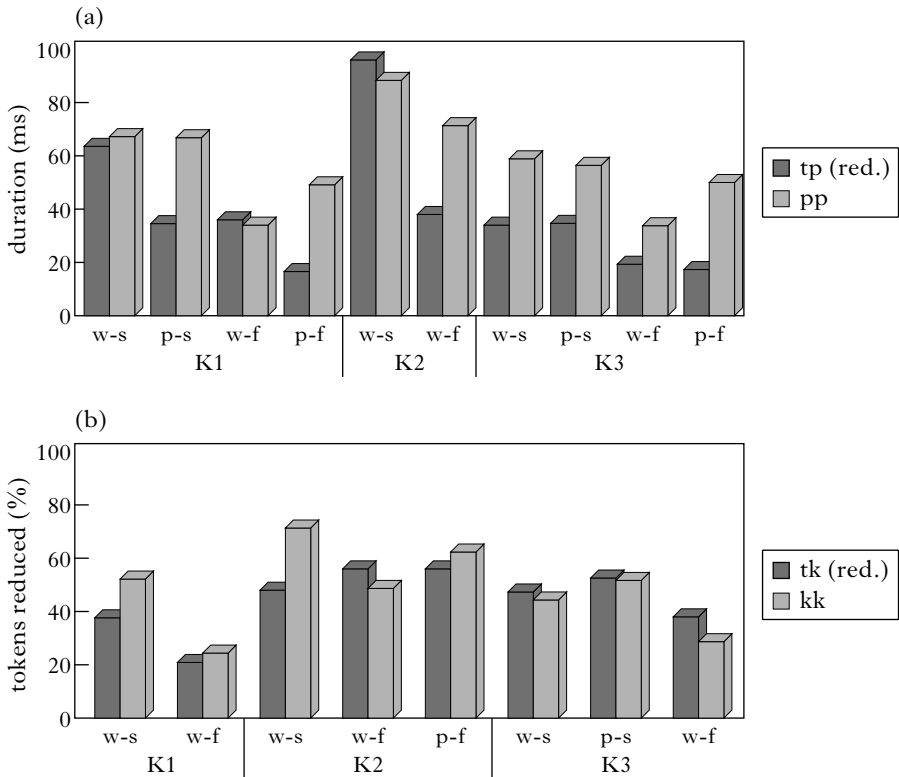 (a)
duration (ms)
100
80
60
40
20
0
w-s p-s w-f p-f w-s w-f w-s p-s w-f p-f
K1 K2 K3
tp (red.)
pp
(b)
tokens reduced (%)
100
80
60
40
20
0
w-s w-f w-s w-f p-f w-s p-s w-f
K1 K2 K3
tk (red.)
kk